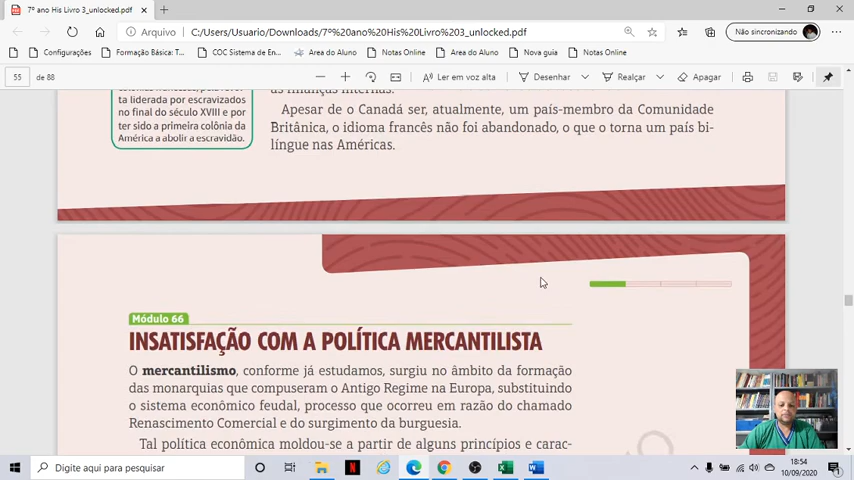 7º ano His Livro 3_unlocked.pdf
Arquivo
C:/Users/Usuario/Downloads/7º%20ano%20His%20Livro%203_unlocked.pdf
Não sincronizando
Configurações
Formação Básica: T...
COC Sistema de En...
Area do Aluno
Notas Online
Area do Aluno
Nova guia
Notas Online
55 de 88
Ler em voz alta
Desenhar
Realçar
Apagar
ta liderada por escravizados
no final do século XVIII e por
ter sido a primeira colônia da
América a abolir a escravidão.
as finanças internas.
Apesar de o Canadá ser, atualmente, um país-membro da Comunidade
Britânica, o idioma francês não foi abandonado, o que o torna um país bi-
língue nas Américas.
Módulo 66
INSATISFAÇÃO COM A POLÍTICA MERCANTILISTA
O mercantilismo, conforme já estudamos, surgiu no âmbito da formação
das monarquias que compuseram o Antigo Regime na Europa, substituindo
o sistema econômico feudal, processo que ocorreu em razão do chamado
Renascimento Comercial e do surgimento da burguesia.
Tal política econômica moldou-se a partir de alguns princípios e carac-
Digite aqui para pesquisar
18:54
10/09/2020